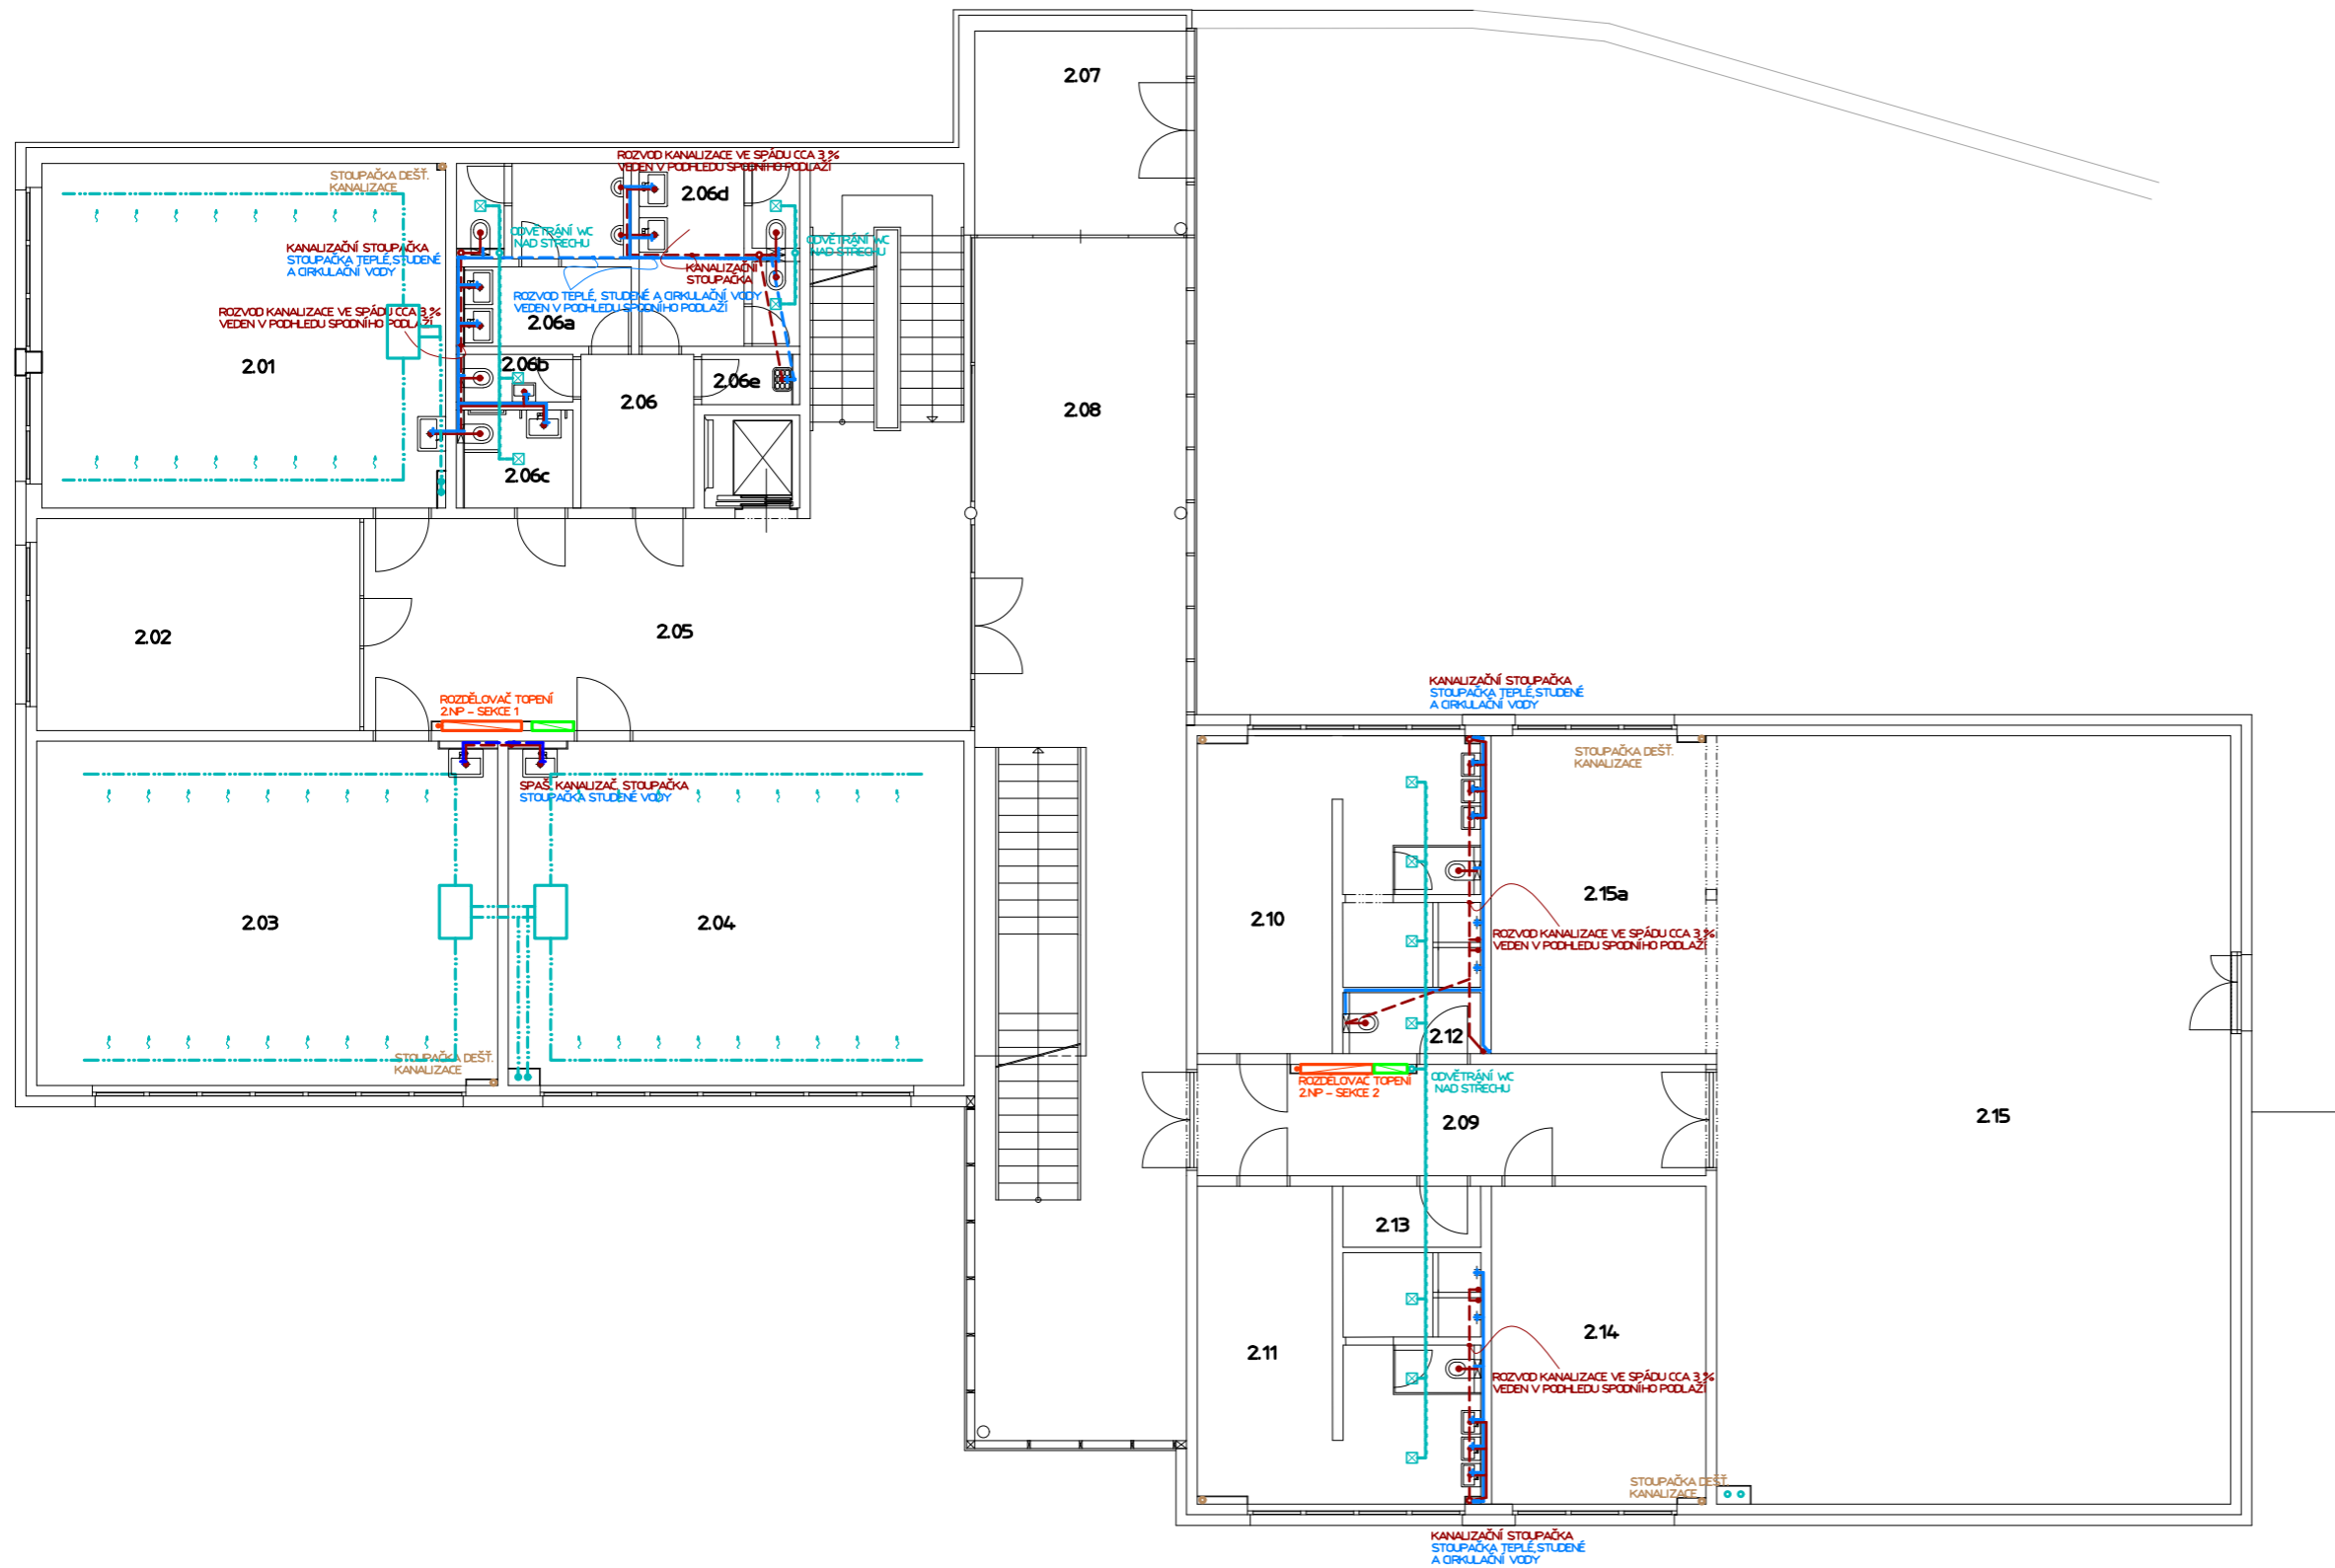 2.07
ROZVOD KANALIZACE VE SPÁDU CCA 3 %
VEDEN V PODHLEDU SPODNÍHO PODLAŽÍ
STOUPAČKA DEŠŤ.
KANALIZACE
2.06d
ODVĚTRÁNÍ WC
NAD STŘECHU
ODVĚTRÁNÍ WC
NAD STŘECHU
KANALIZAČNÍ STOUPAČKA
STOUPAČKA TEPLÉ,STUDENÉ
A CIRKULAČNÍ VODY
KANALIZAČNÍ
STOUPAČKA
ROZVOD TEPLÉ, STUDENÉ A CIRKULAČNÍ VODY
VEDEN V PODHLEDU SPODNÍHO PODLAŽÍ
ROZVOD KANALIZACE VE SPÁDU CCA 3 %
VEDEN V PODHLEDU SPODNÍHO PODLAŽÍ
2.06a
2.01
2.06b
2.06e
2.06
2.08
2.06c
2.02
2.05
ROZDĚLOVAČ TOPENÍ
2.NP - SEKCE 1
KANALIZAČNÍ STOUPAČKA
STOUPAČKA TEPLÉ,STUDENÉ
A CIRKULAČNÍ VODY
STOUPAČKA DEŠŤ.
KANALIZACE
SPAŠ. KANALIZAČ. STOUPAČKA
STOUPAČKA STUDENÉ VODY
2.03
2.04
2.10
2.15a
ROZVOD KANALIZACE VE SPÁDU CCA 3 %
VEDEN V PODHLEDU SPODNÍHO PODLAŽÍ
2.12
STOUPAČKA DEŠŤ.
KANALIZACE
ROZDĚLOVAČ TOPENÍ
2.NP - SEKCE 2
ODVĚTRÁNÍ WC
NAD STŘECHU
2.09
2.15
2.13
2.11
2.14
ROZVOD KANALIZACE VE SPÁDU CCA 3 %
VEDEN V PODHLEDU SPODNÍHO PODLAŽÍ
STOUPAČKA DEŠŤ.
KANALIZACE
KANALIZAČNÍ STOUPAČKA
STOUPAČKA TEPLÉ,STUDENÉ
A CIRKULAČNÍ VODY